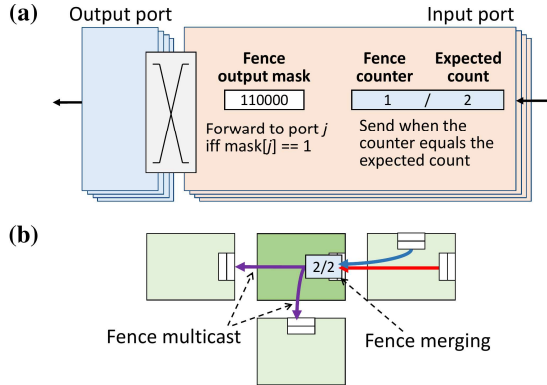 (a)
Output port
Input port
Fence output mask
Fence counter
Expected count
110000
1 / 2
Forward to port j
iff mask[j] == 1
Send when the
counter equals the
expected count
(b)
2/2
Fence multicast
Fence merging